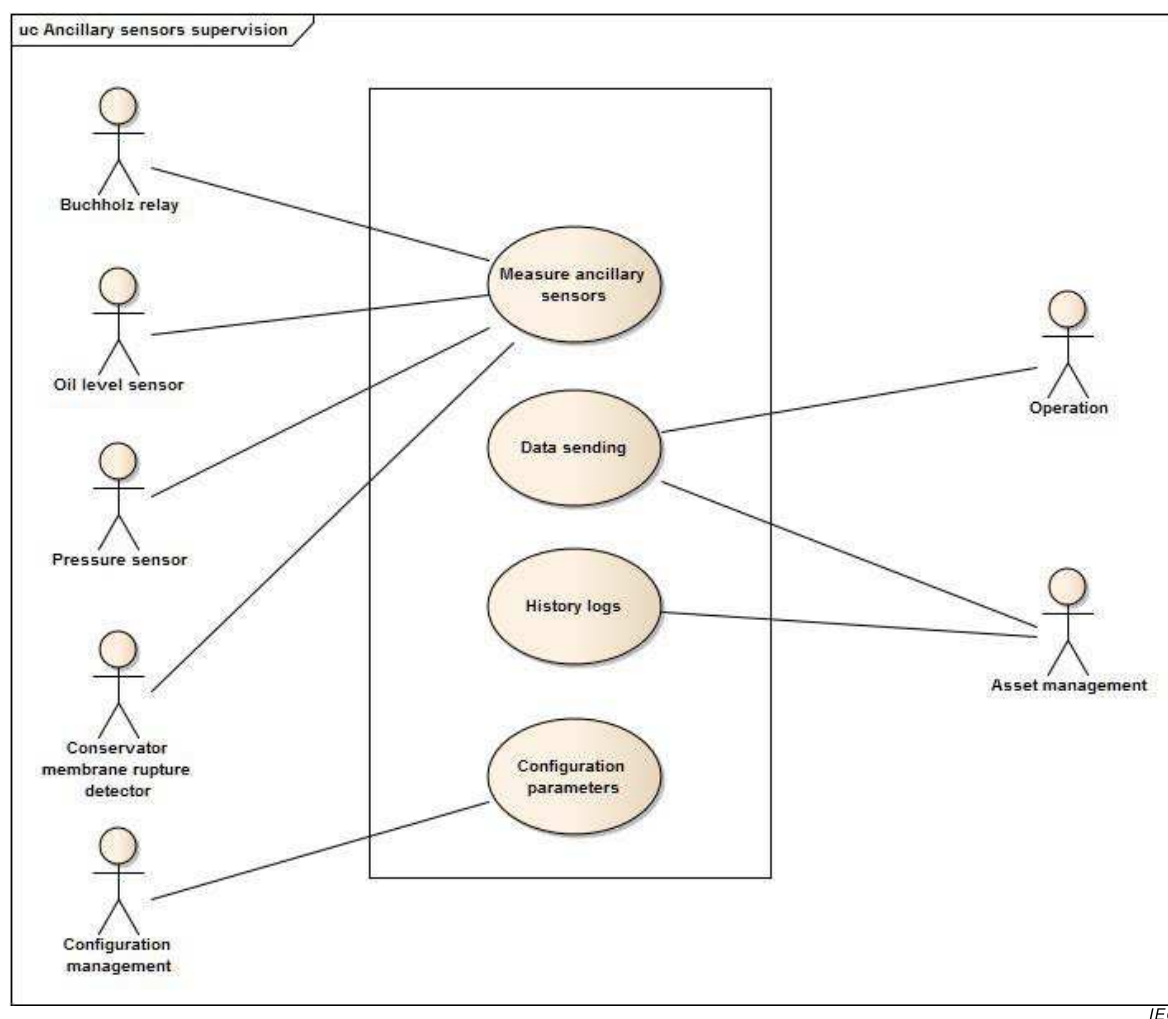 uc Ancillary sensors supervision
Buchholz relay
Measure ancillary
sensors
Oil level sensor
Operation
Data sending
Pressure sensor
History logs
Asset management
Conservator
membrane rupture
detector
Configuration
parameters
Configuration
management